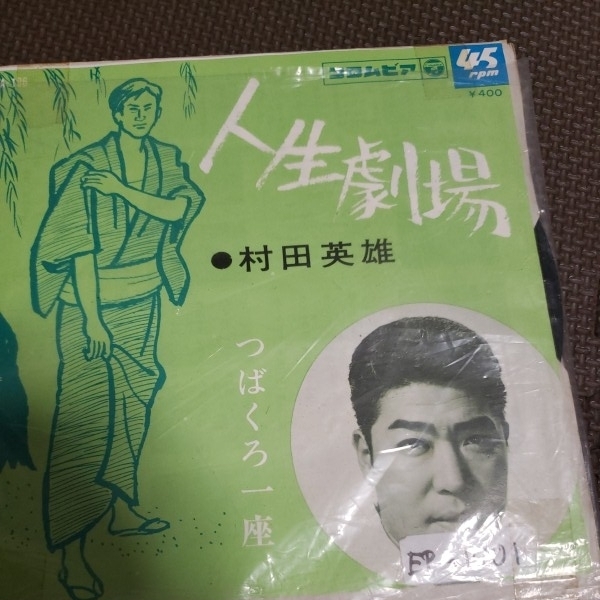 コロムビア
45
rpm
¥400
人生劇場
●村田英雄
つばくろ一座